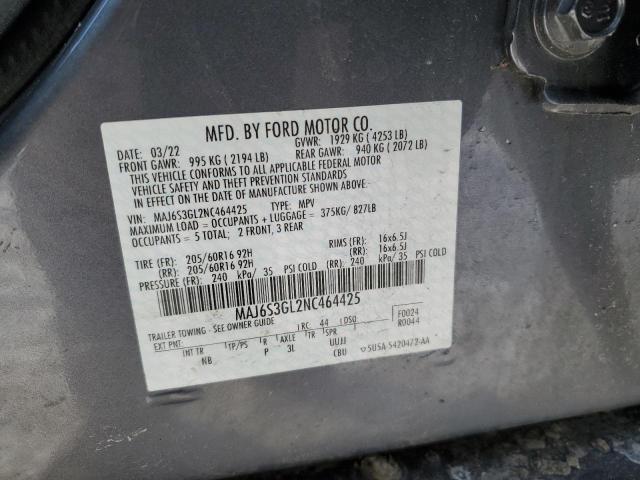 MFD. BY FORD MOTOR CO.
DATE: 03/22 GVWR: 1929 KG ( 4253 LB)
FRONT GAWR: 995 KG ( 2194 LB) REAR GAWR: 940 KG ( 2072 LB)
THIS VEHICLE CONFORMS TO ALL APPLICABLE FEDERAL MOTOR
VEHICLE SAFETY AND THEFT PREVENTION STANDARDS
IN EFFECT ON THE DATE OF MANUFACTURE SHOWN ABOVE.
VIN: MAJ6S3GL2NC464425 TYPE: MPV
MAXIMUM LOAD = OCCUPANTS + LUGGAGE = 375KG/ 827LB
OCCUPANTS = 5 TOTAL; 2 FRONT, 3 REAR
TIRE (FR): 205/60R16 92H RIMS (FR): 16x6.5J
(RR): 205/60R16 92H (RR): 16x6.5J
PRESSURE (FR): 240 kPa/ 35 PSI COLD (RR): 240 kPa/ 35 PSI COLD
MAJ6S3GL2NC464425
TRAILER TOWING - SEE OWNER GUIDE F0024
EXT PNT: RC: 44 DSO: R0044
INT TR TP/PS R AXLE TR SPR UUJJ
NB P 3L CBU 5U5A 54204/2-AA